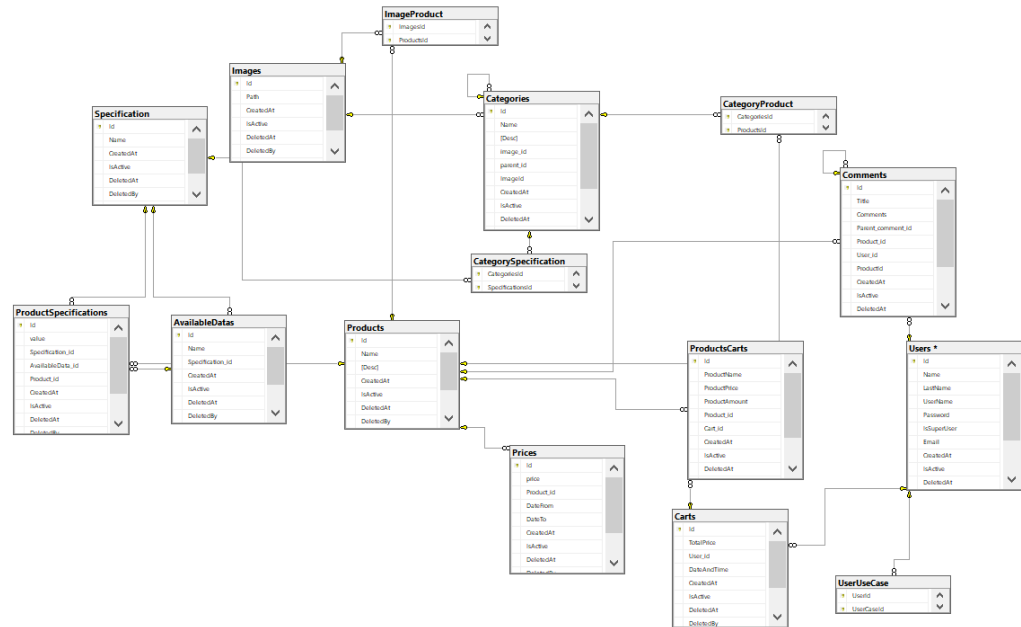 ImageProduct
ImagesId
ProductsId
Images
Id
Path
CreatedAt
IsActive
DeletedAt
DeletedBy
Specification
Id
Name
CreatedAt
IsActive
DeletedAt
DeletedBy
Categories
Id
Name
[Desc]
image_id
parent_id
ImageId
CreatedAt
IsActive
DeletedAt
CategoryProduct
CategoriesId
ProductsId
Comments
Id
Title
Comments
Parent_comment_id
Product_id
User_id
ProductId
CreatedAt
IsActive
DeletedAt
CategorySpecification
CategoriesId
SpecificationsId
ProductSpecifications
Id
value
Specification_id
AvailableData_id
Product_id
CreatedAt
IsActive
DeletedAt
DeletedBy
AvailableDatas
Id
Name
Specification_id
CreatedAt
IsActive
DeletedAt
DeletedBy
Products
Id
Name
[Desc]
CreatedAt
IsActive
DeletedAt
DeletedBy
ProductsCarts
Id
ProductName
ProductPrice
ProductAmount
Product_id
Cart_id
CreatedAt
IsActive
DeletedAt
Users *
Id
Name
LastName
UserName
Password
IsSuperUser
Email
CreatedAt
IsActive
DeletedAt
Prices
Id
price
Product_id
DateFrom
DateTo
CreatedAt
IsActive
DeletedAt
DeletedBy
Carts
Id
TotalPrice
User_id
DateAndTime
CreatedAt
IsActive
DeletedAt
DeletedBy
UserUseCase
UserId
UserCaseId